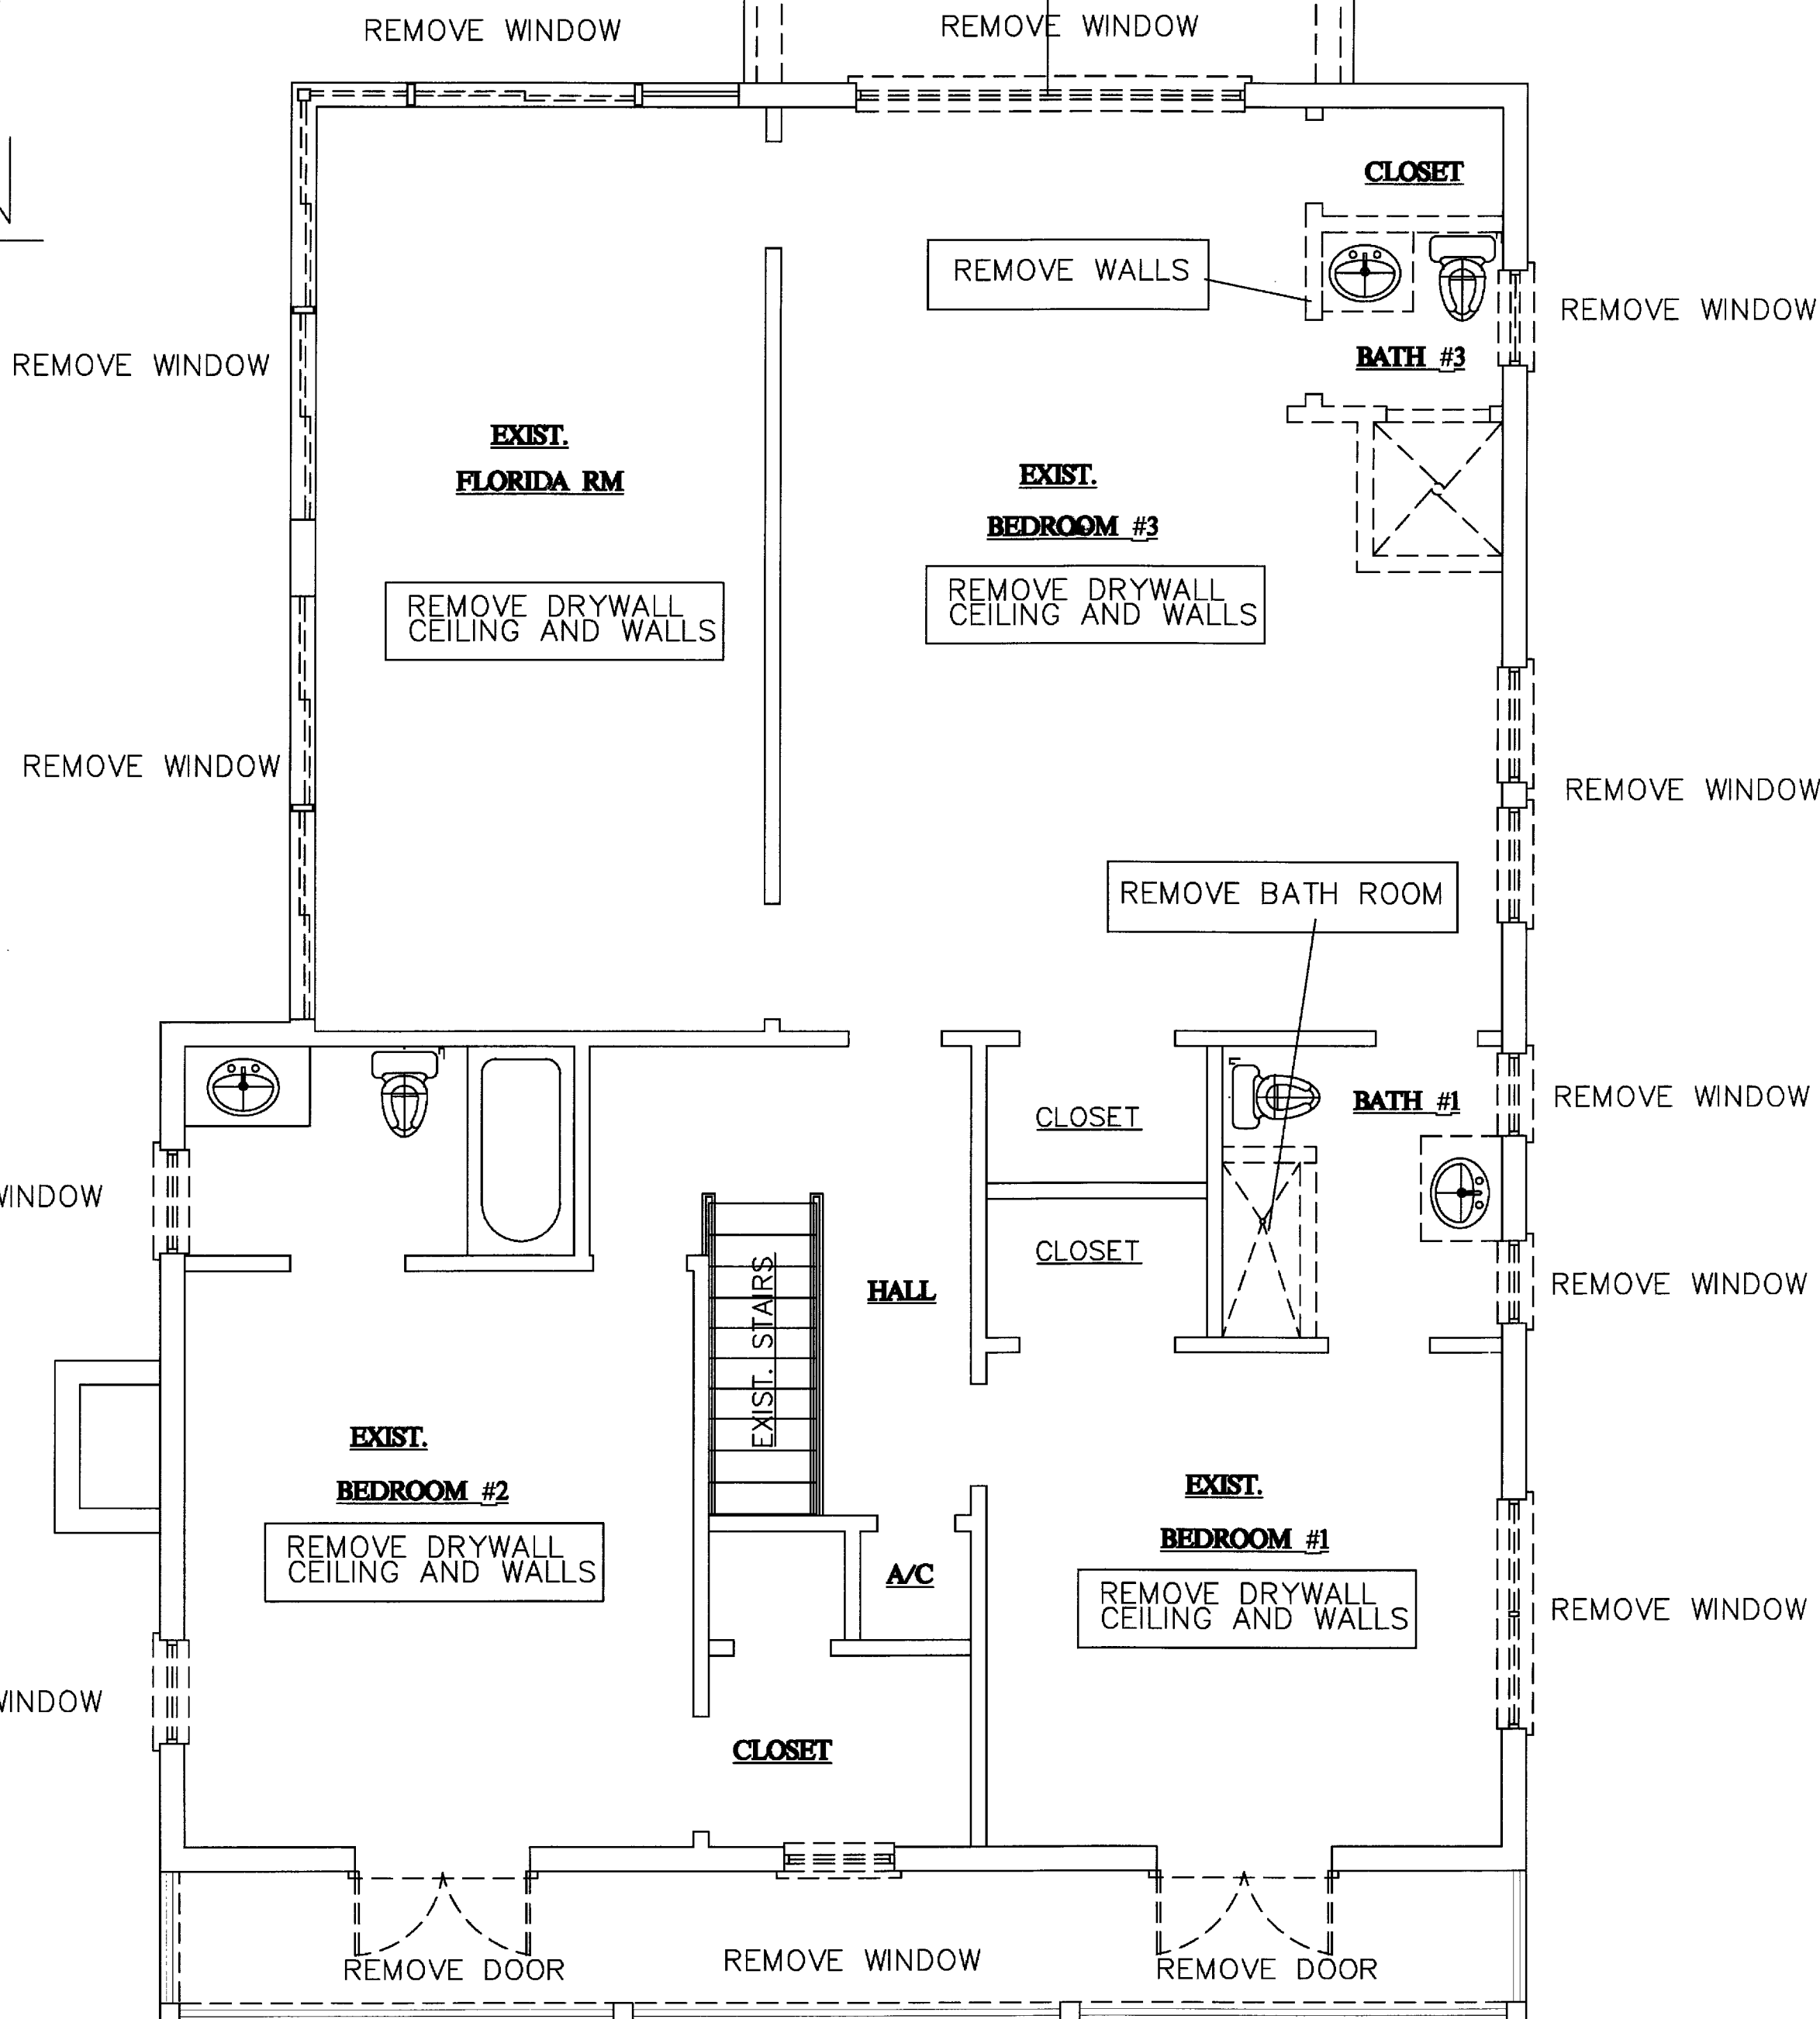 REMOVE WINDOW
REMOVE WINDOW
CLOSET
REMOVE WALLS
REMOVE WINDOW
BATH #3
REMOVE WINDOW
EXIST.
FLORIDA RM
EXIST.
BEDROOM #3
REMOVE DRYWALL
CEILING AND WALLS
REMOVE DRYWALL
CEILING AND WALLS
REMOVE WINDOW
REMOVE WINDOW
REMOVE BATH ROOM
CLOSET
BATH #1
REMOVE WINDOW
WINDOW
CLOSET
HALL
EXIST. STAIRS
REMOVE WINDOW
EXIST.
BEDROOM #2
REMOVE DRYWALL
CEILING AND WALLS
EXIST.
BEDROOM #1
A/C
REMOVE DRYWALL
CEILING AND WALLS
REMOVE WINDOW
WINDOW
CLOSET
REMOVE DOOR
REMOVE WINDOW
REMOVE DOOR